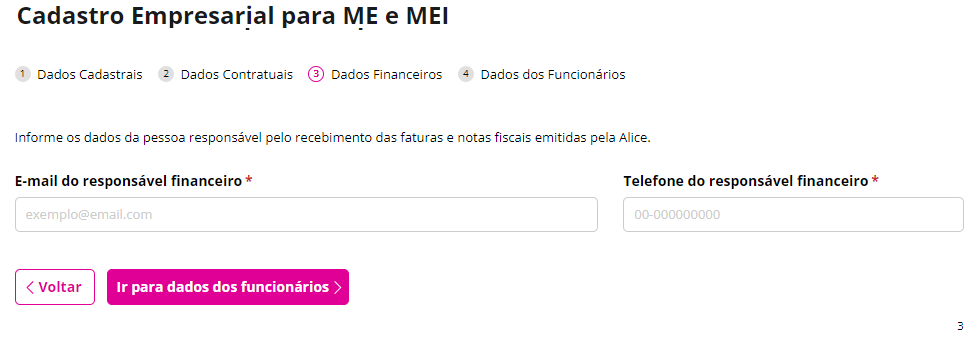 Cadastro Empresarial para ME e MEI
1 Dados Cadastrais 2 Dados Contratuais 3 Dados Financeiros 4 Dados dos Funcionários
Informe os dados da pessoa responsável pelo recebimento das faturas e notas fiscais emitidas pela Alice.
E-mail do responsável financeiro * Telefone do responsável financeiro *
exemplo@email.com 00-000000000
Voltar Ir para dados dos funcionários
3